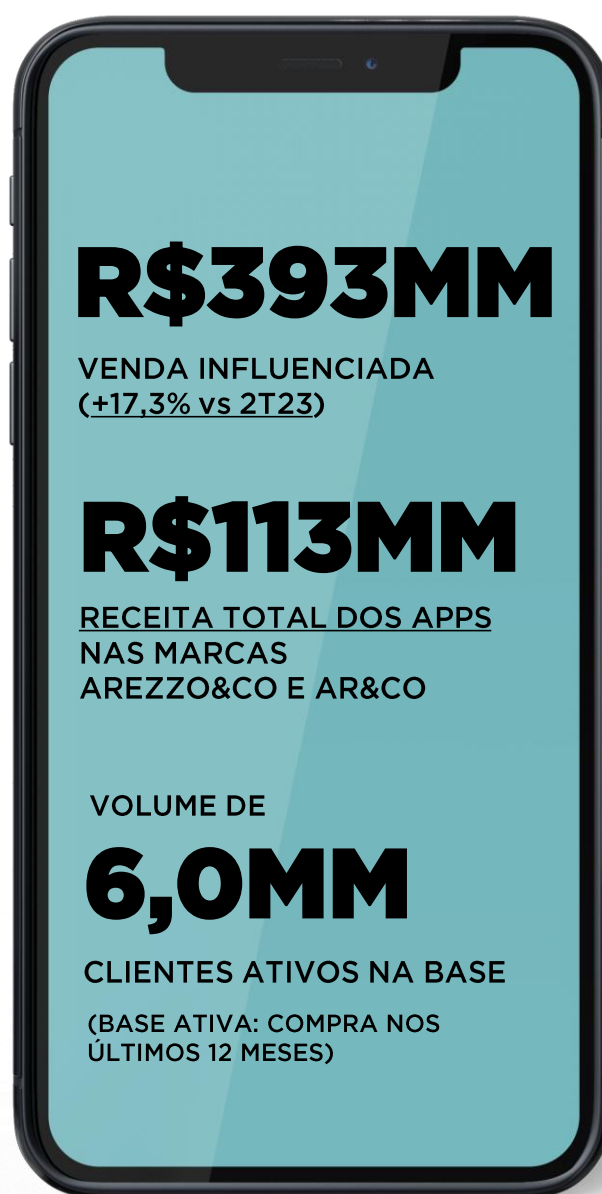 R$393MM
VENDA INFLUENCIADA
(+17,3% vs 2T23)
R$113MM
RECEITA TOTAL DOS APPS
NAS MARCAS
AREZZO&CO E AR&CO
VOLUME DE
6,0MM
CLIENTES ATIVOS NA BASE
(BASE ATIVA: COMPRA NOS
ÚLTIMOS 12 MESES)